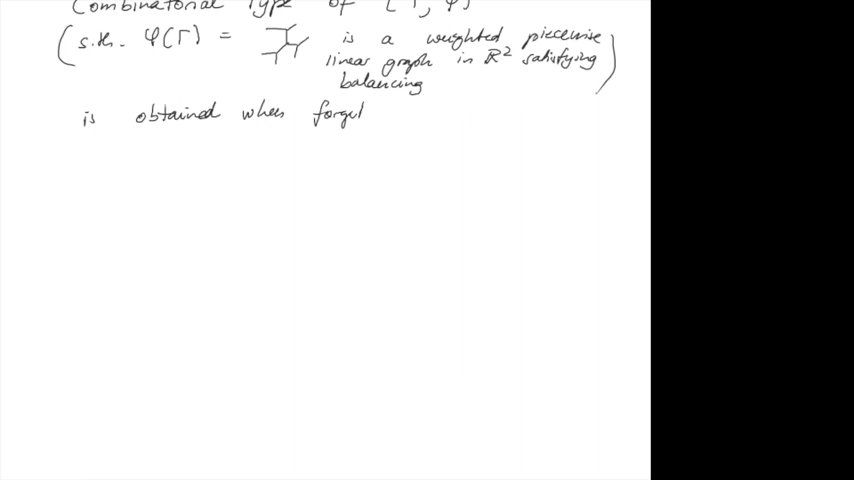 Combinatorial Type of (Γ, φ)
(s.th. φ(Γ) = is a weighted piecewise
linear graph in ℝ² satisfying
balancing)
is obtained when forget